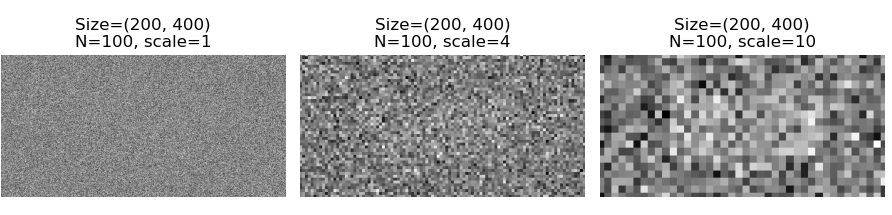 Size=(200, 400)
N=100, scale=1
Size=(200, 400)
N=100, scale=4
Size=(200, 400)
N=100, scale=10